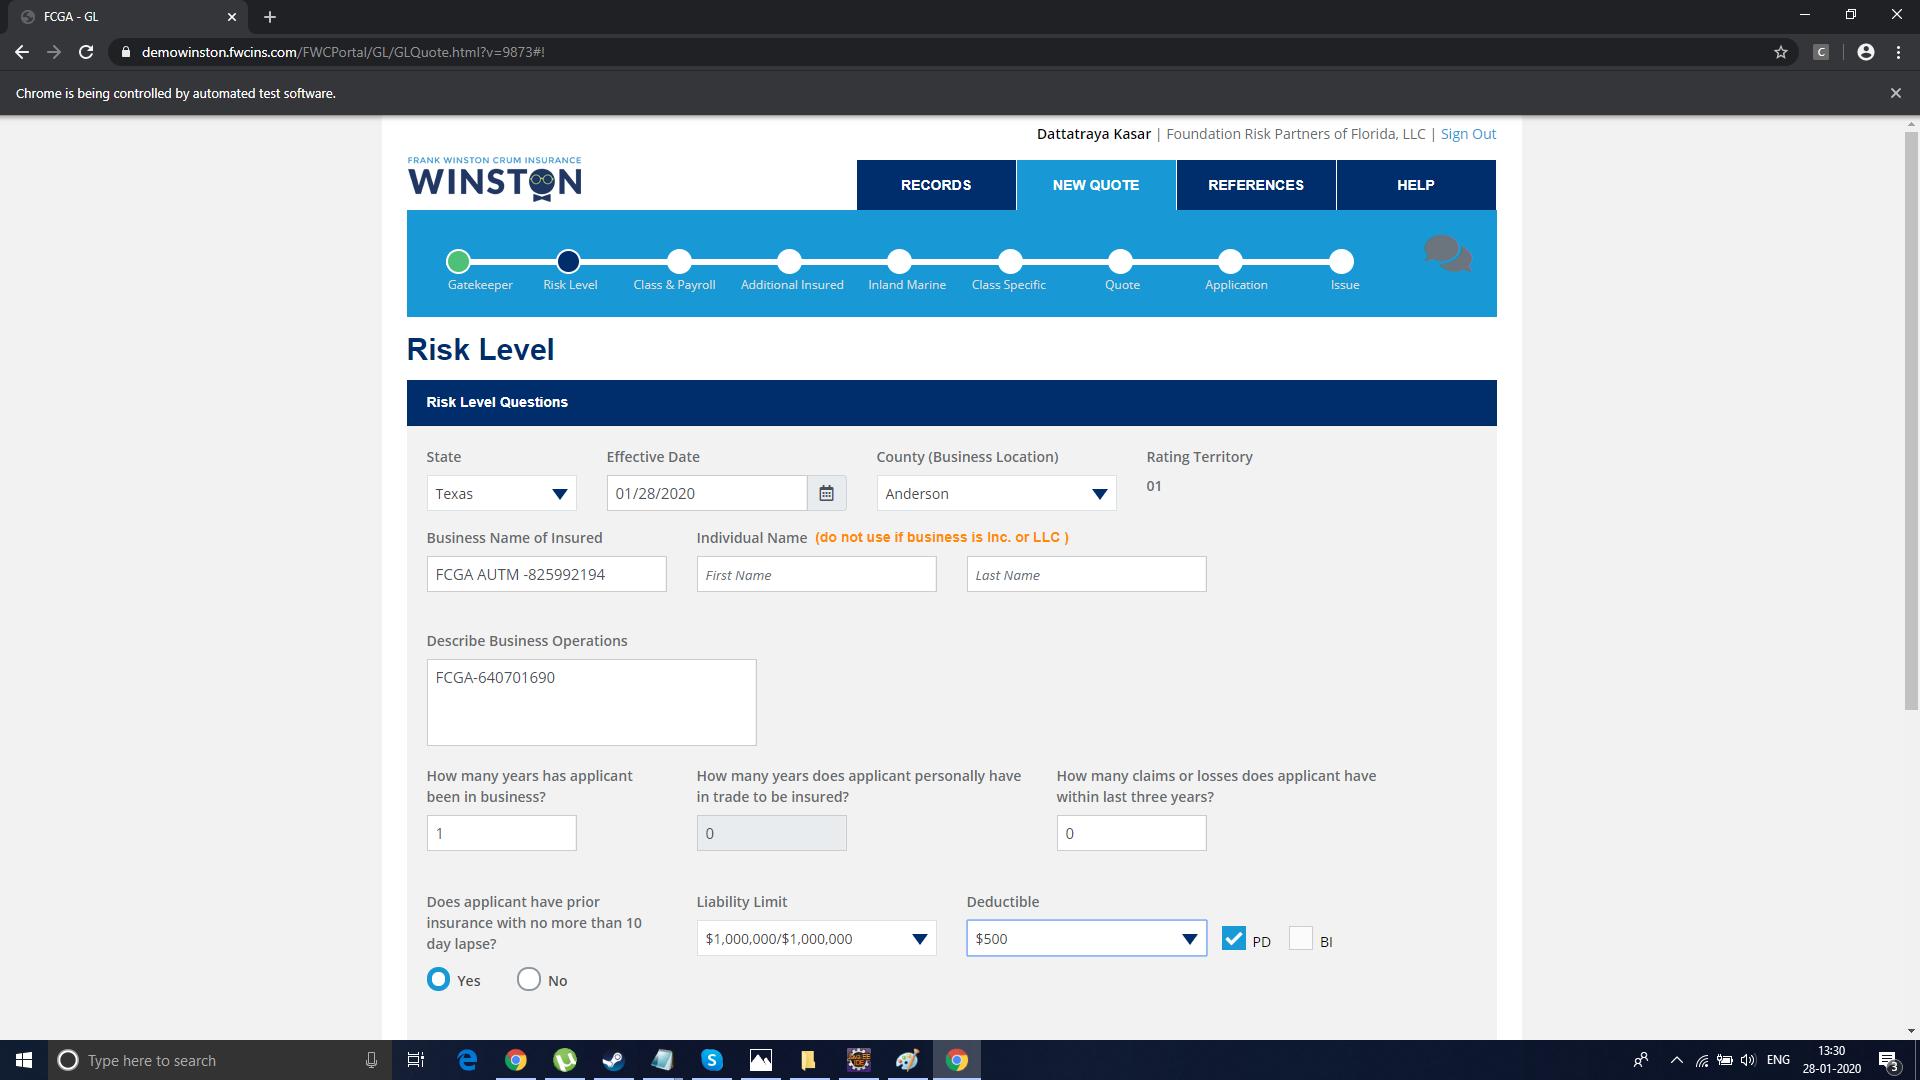 FCGA - GL
demowinston.fwcins.com/FWCPortal/GL/GLQuote.html?v=9873#!
C
Chrome is being controlled by automated test software.
Dattatraya Kasar | Foundation Risk Partners of Florida, LLC | Sign Out
FRANK WINSTON CRUM INSURANCE
WINSTON
RECORDS
NEW QUOTE
REFERENCES
HELP
Gatekeeper
Risk Level
Class & Payroll
Additional Insured
Inland Marine
Class Specific
Quote
Application
Issue
Risk Level
Risk Level Questions
State
Effective Date
County (Business Location)
Rating Territory
Texas
01/28/2020
Anderson
01
Business Name of Insured
Individual Name (do not use if business is Inc. or LLC )
FCGA AUTM -825992194
First Name
Last Name
Describe Business Operations
FCGA-640701690
How many years has applicant
been in business?
How many years does applicant personally have
in trade to be insured?
How many claims or losses does applicant have
within last three years?
1
0
0
Does applicant have prior
insurance with no more than 10
day lapse?
Liability Limit
Deductible
$1,000,000/$1,000,000
$500
PD
BI
Yes
No
Type here to search
ENG
13:30
28-01-2020
3